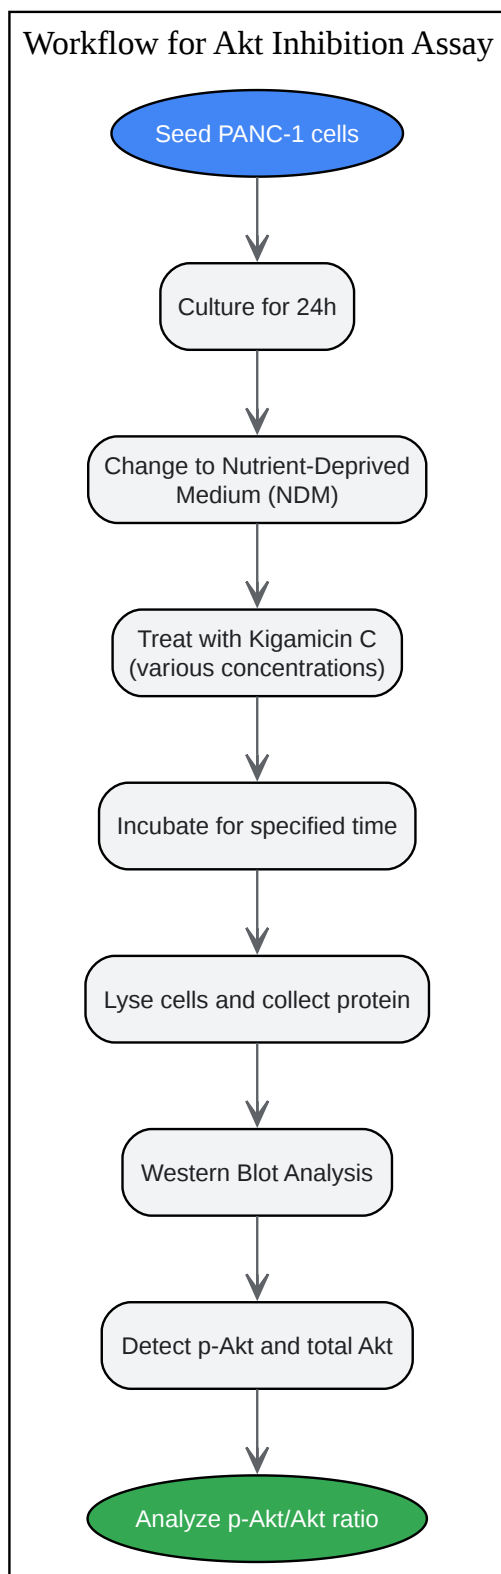 Workflow for Akt Inhibition Assay
Seed PANC-1 cells
Culture for 24h
Change to Nutrient-Deprived
Medium (NDM)
Treat with Kigamicin C
(various concentrations)
Incubate for specified time
Lyse cells and collect protein
Western Blot Analysis
Detect p-Akt and total Akt
Analyze p-Akt/Akt ratio